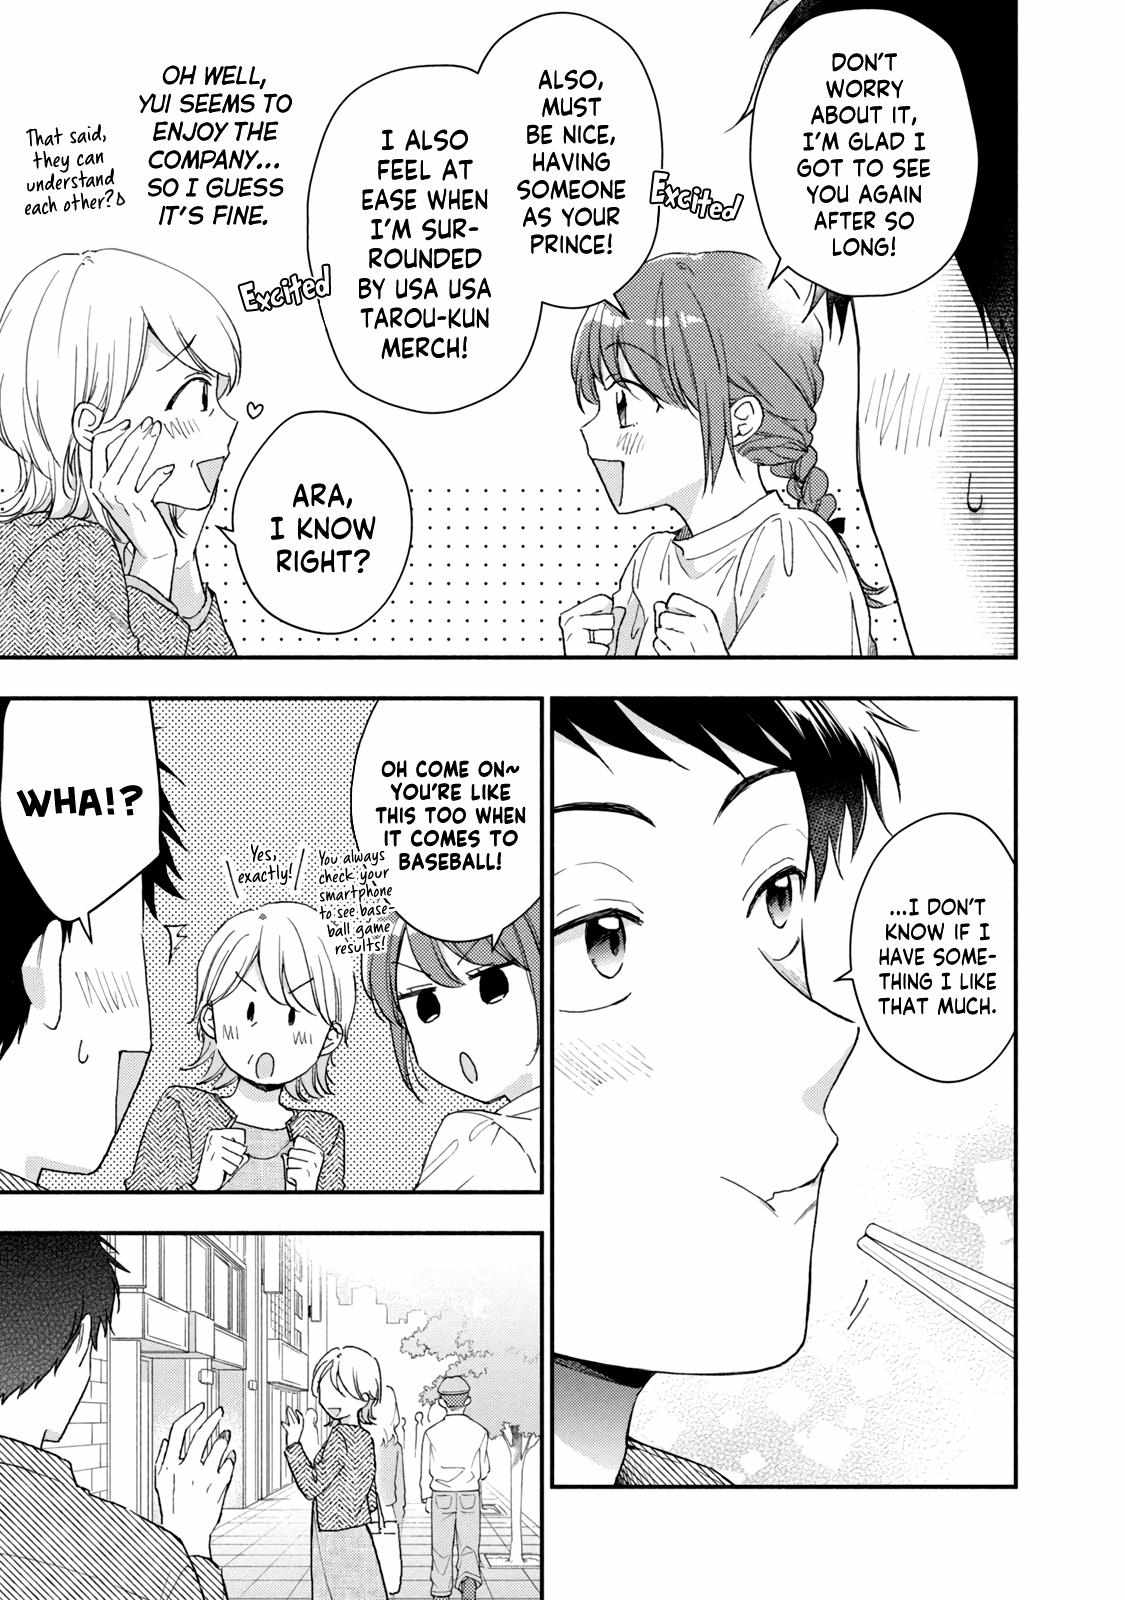 DON'T
WORRY
ABOUT IT,
I'M GLAD I
GOT TO SEE
YOU AGAIN
AFTER SO
LONG!
ALSO,
MUST
BE NICE,
HAVING
SOMEONE
AS YOUR
PRINCE!
Excited
I ALSO
FEEL AT
EASE WHEN
I'M SUR-
ROUNDED
BY USA USA
TAROU-KUN
MERCH!
Excited
ARA,
I KNOW
RIGHT?
OH WELL,
YUI SEEMS TO
ENJOY THE
COMPANY...
SO I GUESS
IT'S FINE.
That said,
they can
understand
each other?
...I DON'T
KNOW IF I
HAVE SOME-
THING I LIKE
THAT MUCH.
OH COME ON~
YOU'RE LIKE
THIS TOO WHEN
IT COMES TO
BASEBALL!
You always
check your
smartphone
to see base-
ball game
results!
Yes,
exactly!
WHA!?